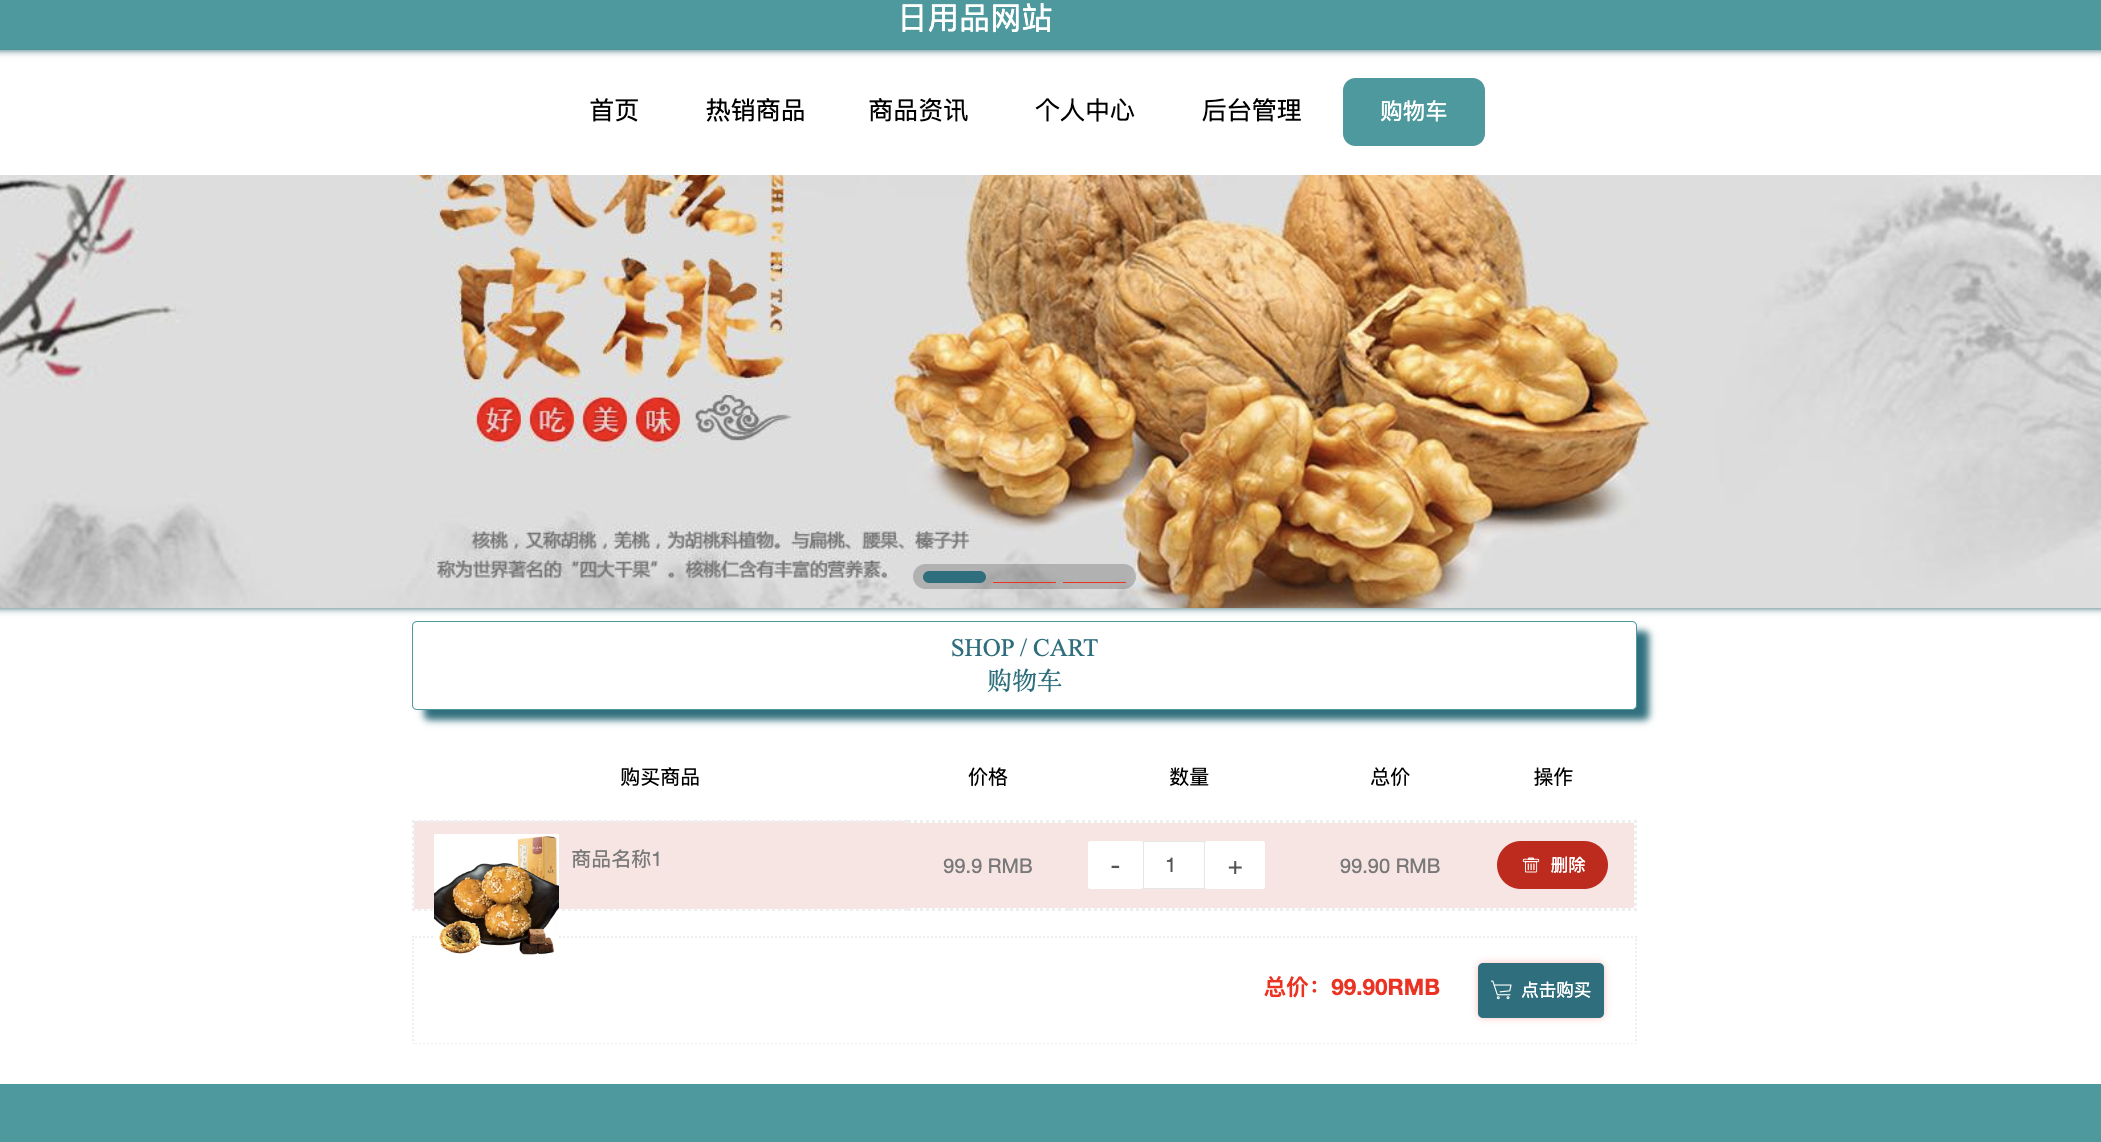 日用品网站
首页 热销商品 商品资讯 个人中心 后台管理 购物车
皮桃
好吃美味
核桃，又称胡桃，羌桃，为胡桃科植物。与扁桃、腰果、榛子并
称为世界著名的“四大干果”。核桃仁含有丰富的营养素。
SHOP / CART
购物车
购买商品 价格 数量 总价 操作
商品名称1 99.9 RMB - 1 + 99.90 RMB 删除
总价：99.90RMB 点击购买